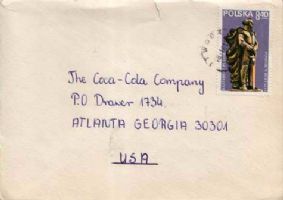 POLSKA 8.40
The Coca-Cola Company
P.O Drawer 1734
ATLANTA GEORGIA 30301
USA